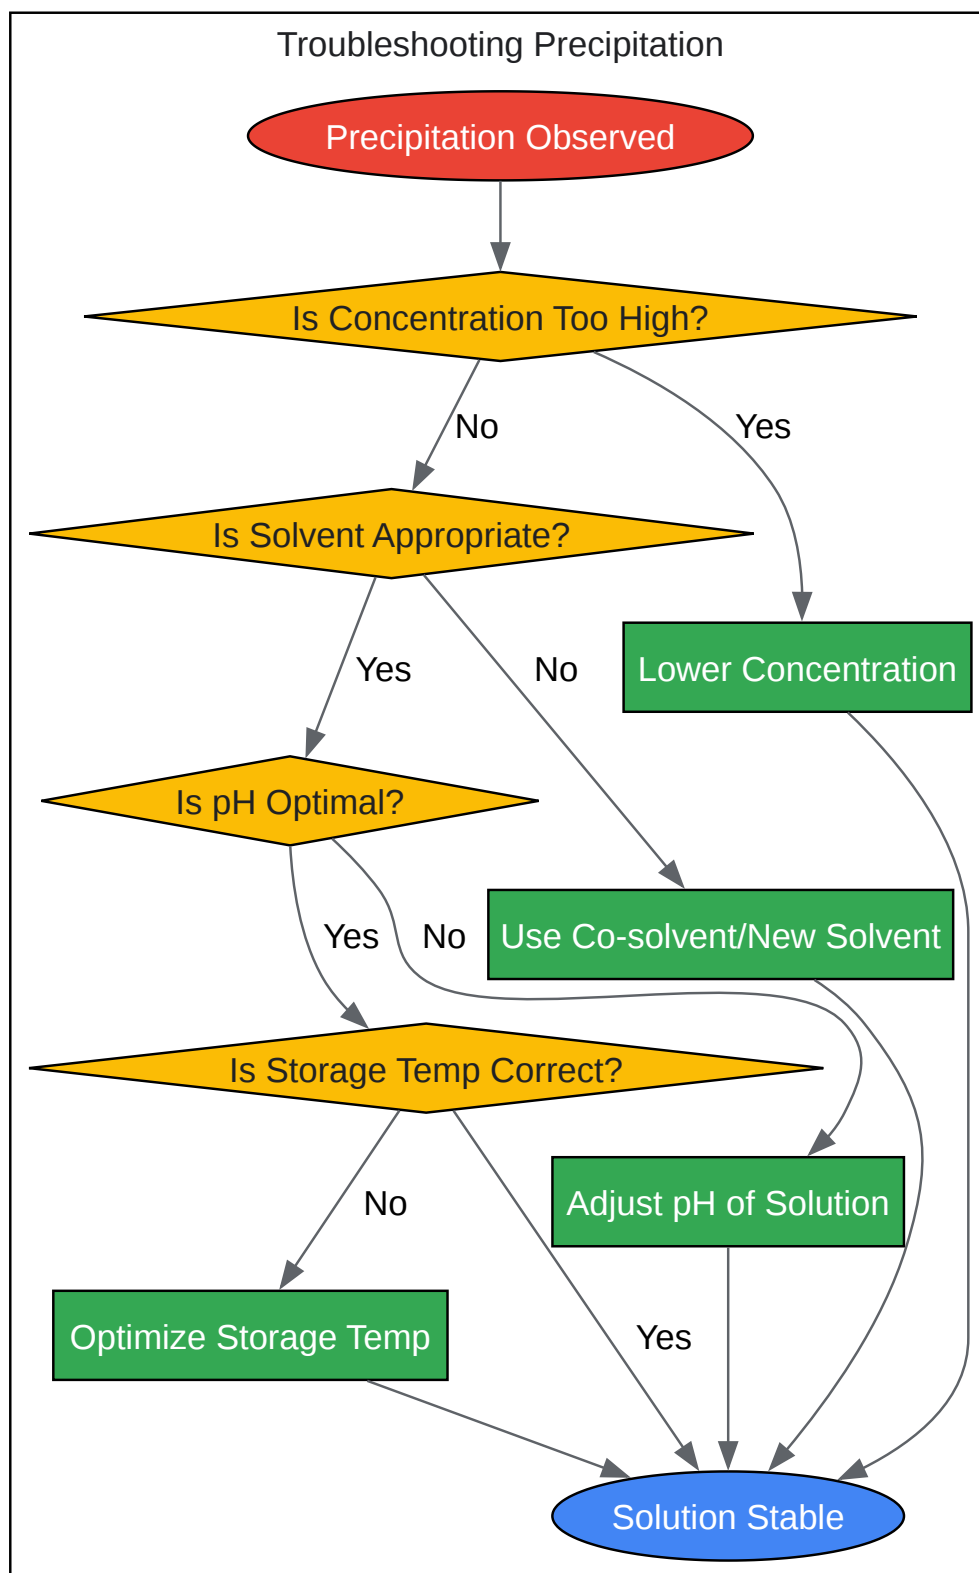 Troubleshooting Precipitation
Precipitation Observed
Is Concentration Too High?
No
Yes
Is Solvent Appropriate?
Yes
No
Lower Concentration
Is pH Optimal?
Yes
No
Use Co-solvent/New Solvent
Is Storage Temp Correct?
No
Adjust pH of Solution
Optimize Storage Temp
Yes
Solution Stable